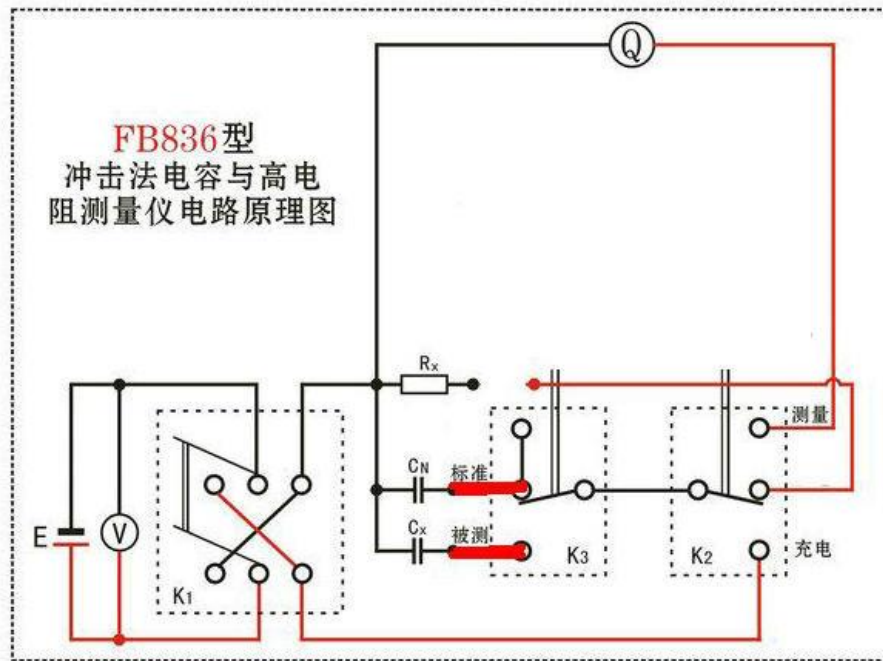 Q
FB836型
冲击法电容与高电
阻测量仪电路原理图
Rx
测量
CN
标准
E
V
Cx
被测
K3
K2
充电
K1